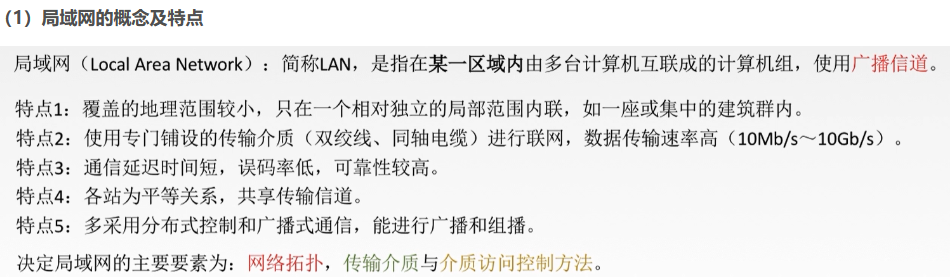 （1）局域网的概念及特点
局域网（Local Area Network）：简称LAN，是指在某一区域内由多台计算机互联成的计算机组，使用广播信道。
特点1：覆盖的地理范围较小，只在一个相对独立的局部范围内联，如一座或集中的建筑群内。
特点2：使用专门铺设的传输介质（双绞线、同轴电缆）进行联网，数据传输速率高（10Mb/s～10Gb/s）。
特点3：通信延迟时间短，误码率低，可靠性较高。
特点4：各站为平等关系，共享传输信道。
特点5：多采用分布式控制和广播式通信，能进行广播和组播。
决定局域网的主要要素为：网络拓扑，传输介质与介质访问控制方法。